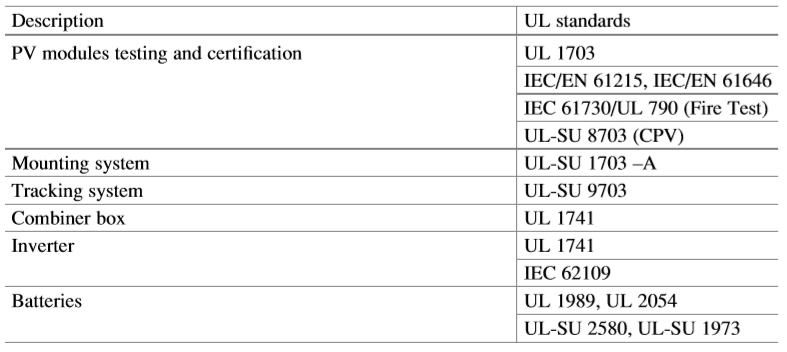 Description UL standards
PV modules testing and certification UL 1703
IEC/EN 61215, IEC/EN 61646
IEC 61730/UL 790 (Fire Test)
UL-SU 8703 (CPV)
Mounting system UL-SU 1703 –A
Tracking system UL-SU 9703
Combiner box UL 1741
Inverter UL 1741
IEC 62109
Batteries UL 1989, UL 2054
UL-SU 2580, UL-SU 1973